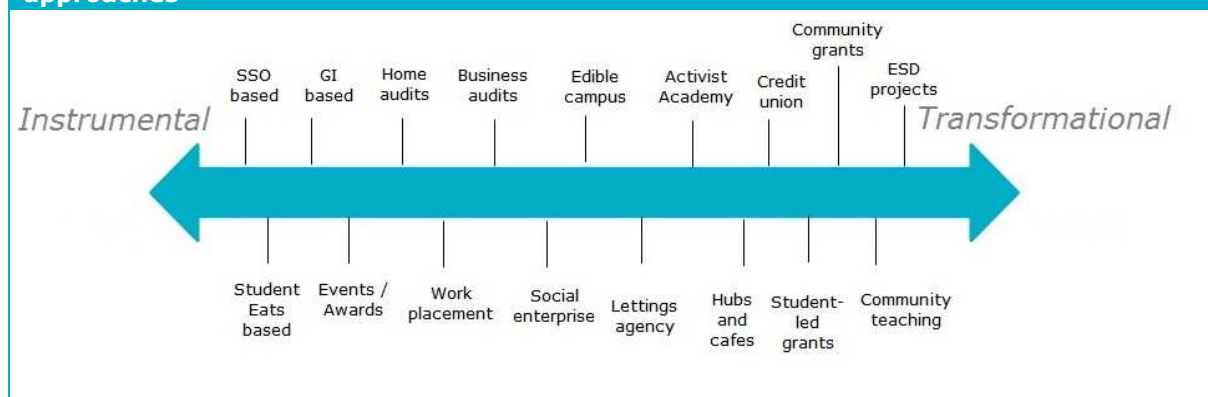 approaches
Community
grants
SSO
based
GI
based
Home
audits
Business
audits
Edible
campus
Activist
Academy
Credit
union
ESD
projects
Instrumental
Transformational
Student
Eats
based
Events /
Awards
Work
placement
Social
enterprise
Lettings
agency
Hubs
and
cafes
Student-
led
grants
Community
teaching